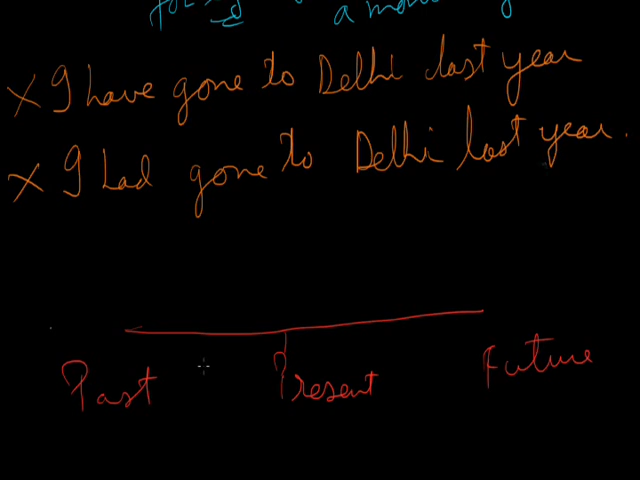 a
× I have gone to Delhi last year
× I had gone to Delhi last year.
Past Present Future